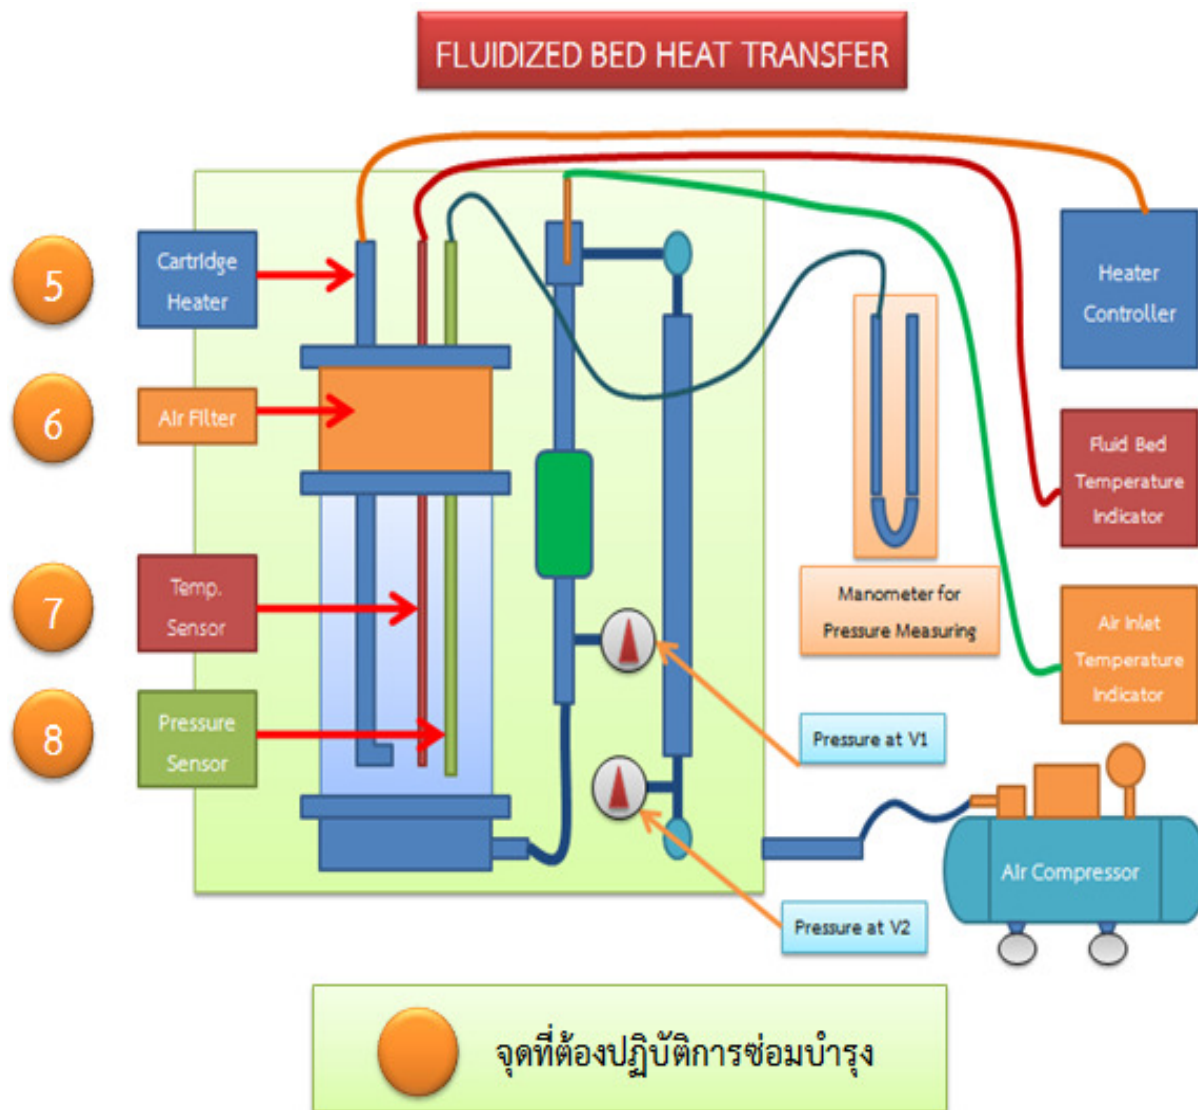 FLUIDIZED BED HEAT TRANSFER
5
Cartridge
Heater
6
Air Filter
7
Temp.
Sensor
8
Pressure
Sensor
Heater
Controller
Fluid Bed
Temperature
Indicator
Manometer for
Pressure Measuring
Air Inlet
Temperature
Indicator
Pressure at V1
Air Compressor
Pressure at V2
จุดที่ต้องปฏิบัติการซ่อมบำรุง